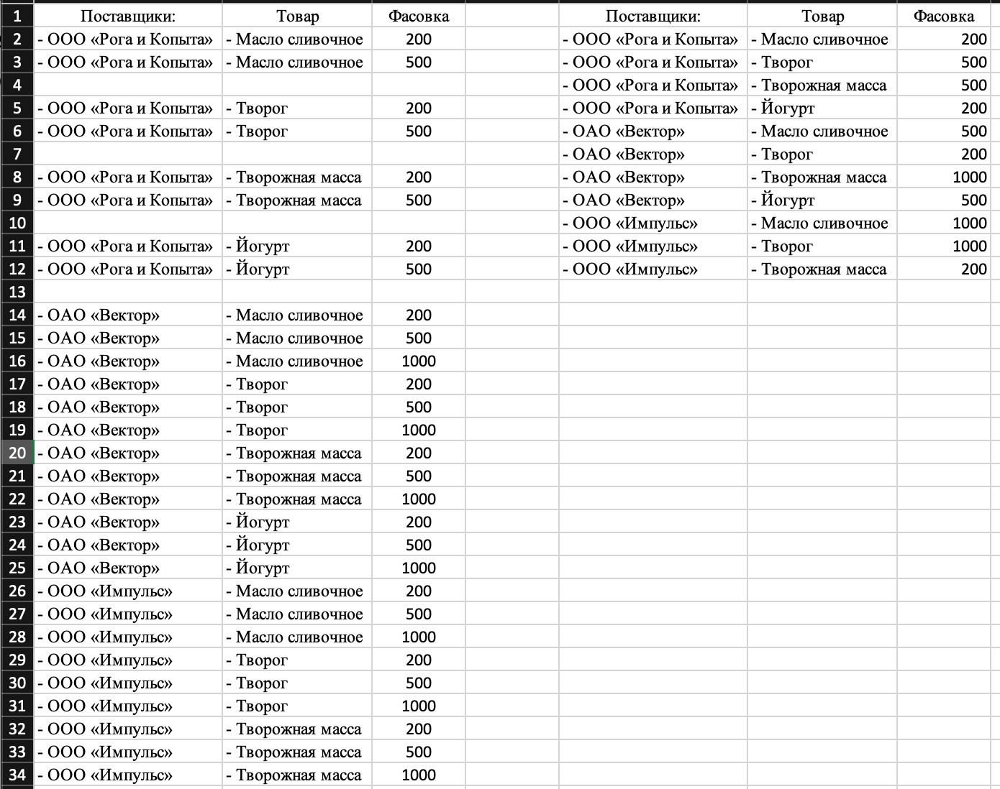 1 Поставщики: Товар Фасовка Поставщики: Товар Фасовка
2 - ООО «Рога и Копыта» - Масло сливочное 200 - ООО «Рога и Копыта» - Масло сливочное 200
3 - ООО «Рога и Копыта» - Масло сливочное 500 - ООО «Рога и Копыта» - Творог 500
4 - ООО «Рога и Копыта» - Творожная масса 500
5 - ООО «Рога и Копыта» - Творог 200 - ООО «Рога и Копыта» - Йогурт 200
6 - ООО «Рога и Копыта» - Творог 500 - ОАО «Вектор» - Масло сливочное 500
7 - ОАО «Вектор» - Творог 200
8 - ООО «Рога и Копыта» - Творожная масса 200 - ОАО «Вектор» - Творожная масса 1000
9 - ООО «Рога и Копыта» - Творожная масса 500 - ОАО «Вектор» - Йогурт 500
10 - ООО «Импульс» - Масло сливочное 1000
11 - ООО «Рога и Копыта» - Йогурт 200 - ООО «Импульс» - Творог 1000
12 - ООО «Рога и Копыта» - Йогурт 500 - ООО «Импульс» - Творожная масса 200
13
14 - ОАО «Вектор» - Масло сливочное 200
15 - ОАО «Вектор» - Масло сливочное 500
16 - ОАО «Вектор» - Масло сливочное 1000
17 - ОАО «Вектор» - Творог 200
18 - ОАО «Вектор» - Творог 500
19 - ОАО «Вектор» - Творог 1000
20 - ОАО «Вектор» - Творожная масса 200
21 - ОАО «Вектор» - Творожная масса 500
22 - ОАО «Вектор» - Творожная масса 1000
23 - ОАО «Вектор» - Йогурт 200
24 - ОАО «Вектор» - Йогурт 500
25 - ОАО «Вектор» - Йогурт 1000
26 - ООО «Импульс» - Масло сливочное 200
27 - ООО «Импульс» - Масло сливочное 500
28 - ООО «Импульс» - Масло сливочное 1000
29 - ООО «Импульс» - Творог 200
30 - ООО «Импульс» - Творог 500
31 - ООО «Импульс» - Творог 1000
32 - ООО «Импульс» - Творожная масса 200
33 - ООО «Импульс» - Творожная масса 500
34 - ООО «Импульс» - Творожная масса 1000